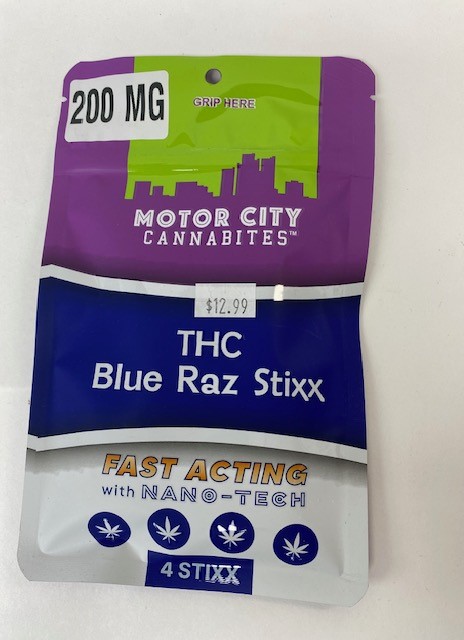 200 MG
GRIP HERE
MOTOR CITY
CANNABITES™
$12.99
THC
Blue Raz Stixx
FAST ACTING
with NANO-TECH
4 STIXX